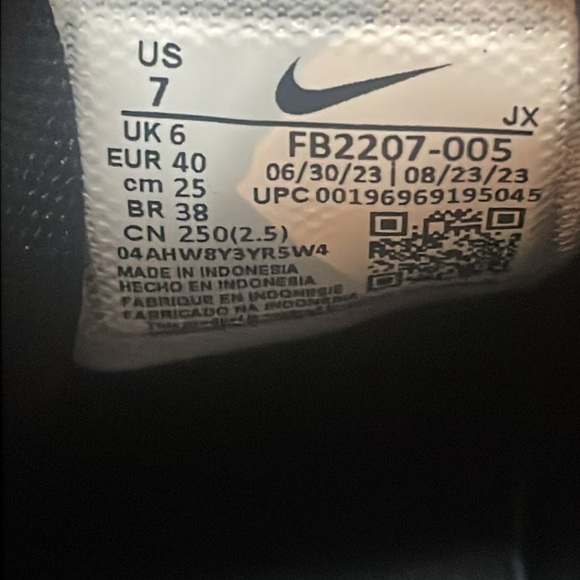 US
7
JX
UK 6
EUR 40
cm 25
BR 38
CN 250(2.5)
04AHW8Y3YR5W4
MADE IN INDONESIA
HECHO EN INDONESIA
FABRIQUE EN INDONESIE
FABRICADO NA INDONESIA
FB2207-005
06/30/23 | 08/23/23
UPC 00196969195045